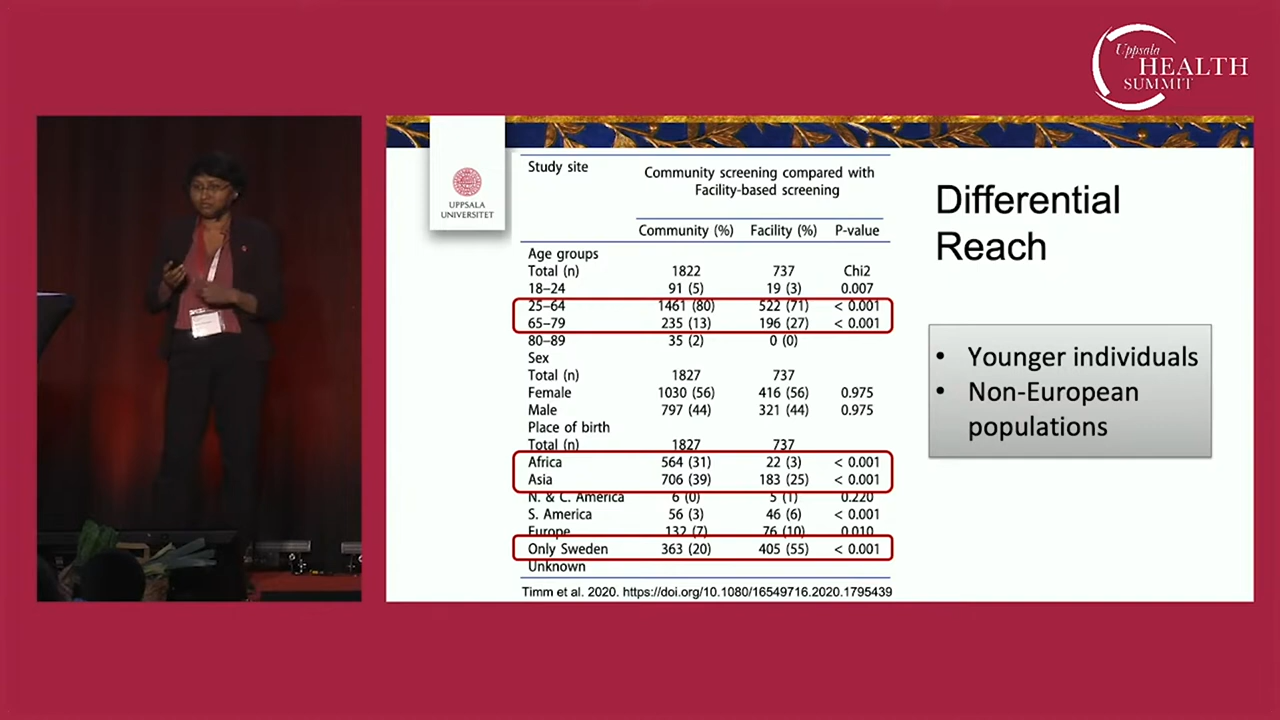 Uppsala
HEALTH
SUMMIT
UPPSALA
UNIVERSITET
Study site
Community screening compared with
Facility-based screening
Community (%) Facility (%) P-value
Age groups
Total (n) 1822 737 Chi2
18–24 91 (5) 19 (3) 0.007
25–64 1461 (80) 522 (71) < 0.001
65–79 235 (13) 196 (27) < 0.001
80–89 35 (2) 0 (0)
Sex
Total (n) 1827 737
Female 1030 (56) 416 (56) 0.975
Male 797 (44) 321 (44) 0.975
Place of birth
Total (n) 1827 737
Africa 564 (31) 22 (3) < 0.001
Asia 706 (39) 183 (25) < 0.001
N. & C. America 6 (0) 5 (1) 0.220
S. America 56 (3) 46 (6) < 0.001
Europe 132 (7) 76 (10) 0.010
Only Sweden 363 (20) 405 (55) < 0.001
Unknown
Timm et al. 2020. https://doi.org/10.1080/16549716.2020.1795439
Differential
Reach
• Younger individuals
• Non-European
populations